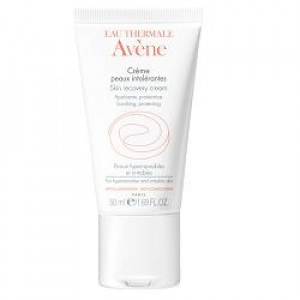 EAU THERMALE
Avène
Crème
peaux intolérantes
Skin recovery cream
Apaisante, protectrice
Soothing, protecting
Peaux hypersensibles
et irritables
For hypersensitive and irritable skin
PARIS
50 ml℮1.69 FL.OZ.